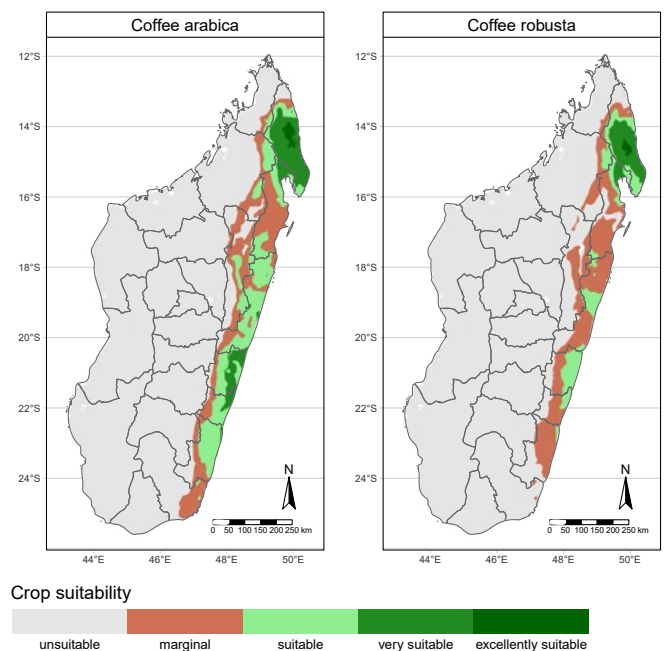 Coffee arabica
12°S
14°S
16°S
18°S
20°S
22°S
24°S
N
0 50 100 150 200 250 km
44°E 46°E 48°E 50°E
Coffee robusta
12°S
14°S
16°S
18°S
20°S
22°S
24°S
N
0 50 100 150 200 250 km
44°E 46°E 48°E 50°E
Crop suitability
unsuitable marginal suitable very suitable excellently suitable